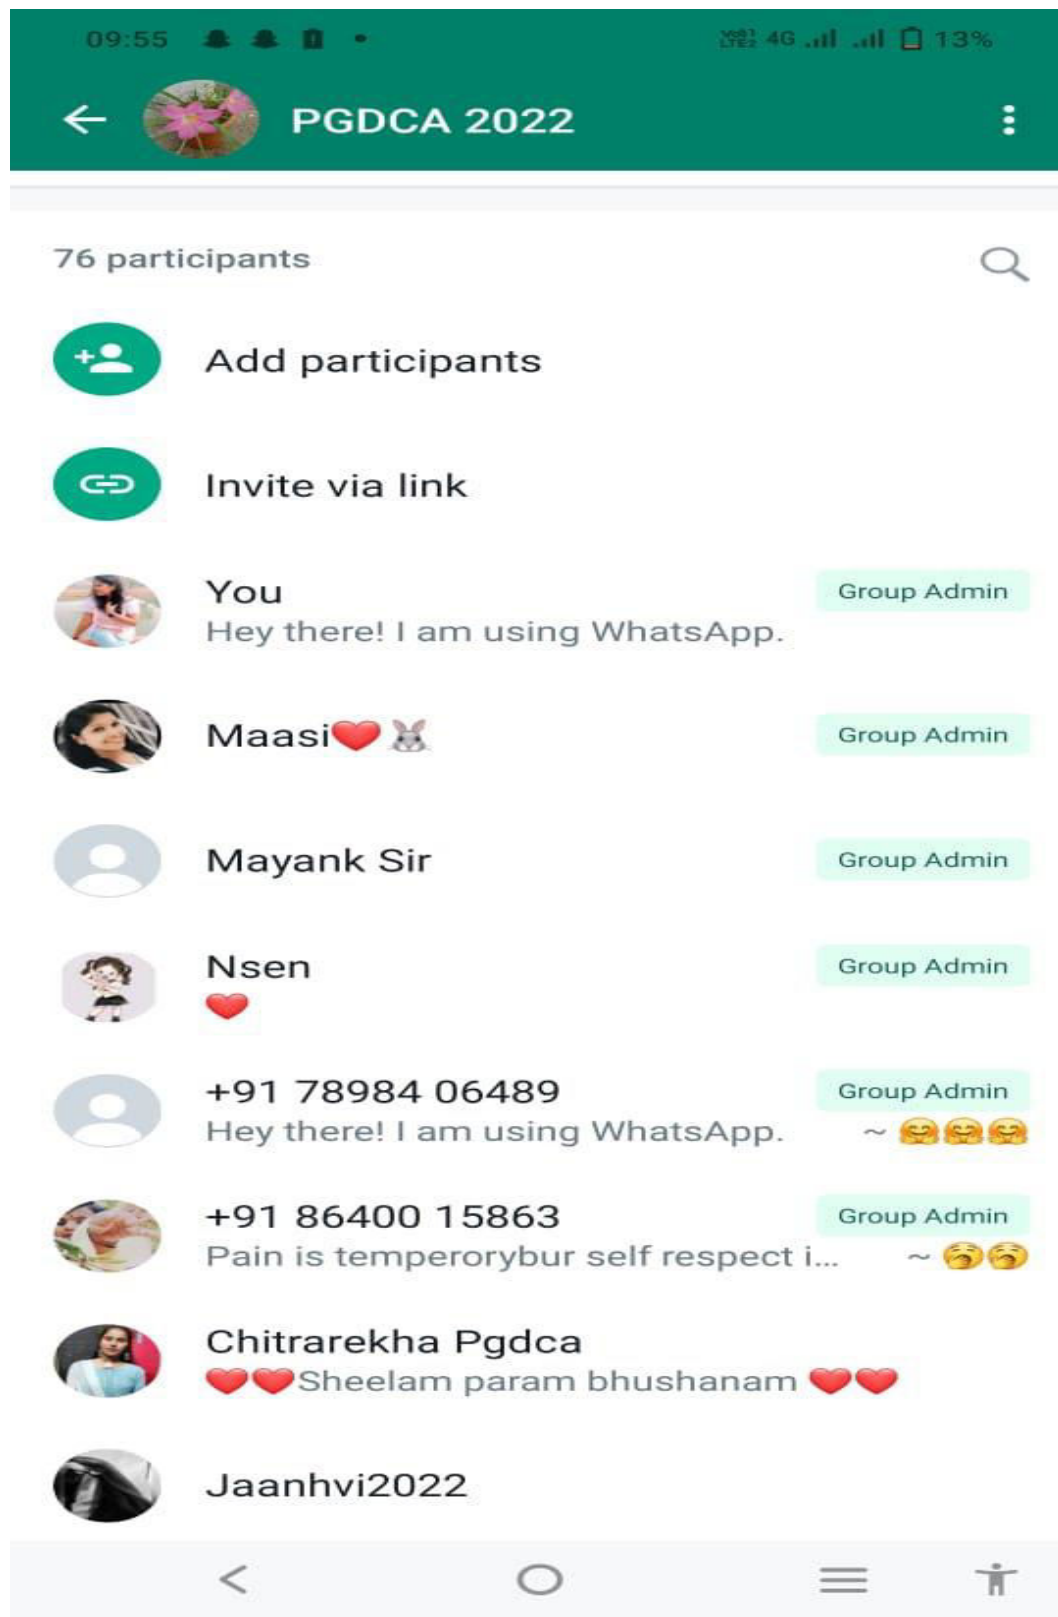 09:55 4G 13%
PGDCA 2022
76 participants
Add participants
Invite via link
You Group Admin
Hey there! I am using WhatsApp.
Maasi❤️🐰 Group Admin
Mayank Sir Group Admin
Nsen Group Admin
❤️
+91 78984 06489 Group Admin
Hey there! I am using WhatsApp. ~ 🤗🤗🤗
+91 86400 15863 Group Admin
Pain is temperorybur self respect i... ~ 🥱🥱
Chitrarekha Pgdca
❤️❤️Sheelam param bhushanam ❤️❤️
Jaanhvi2022